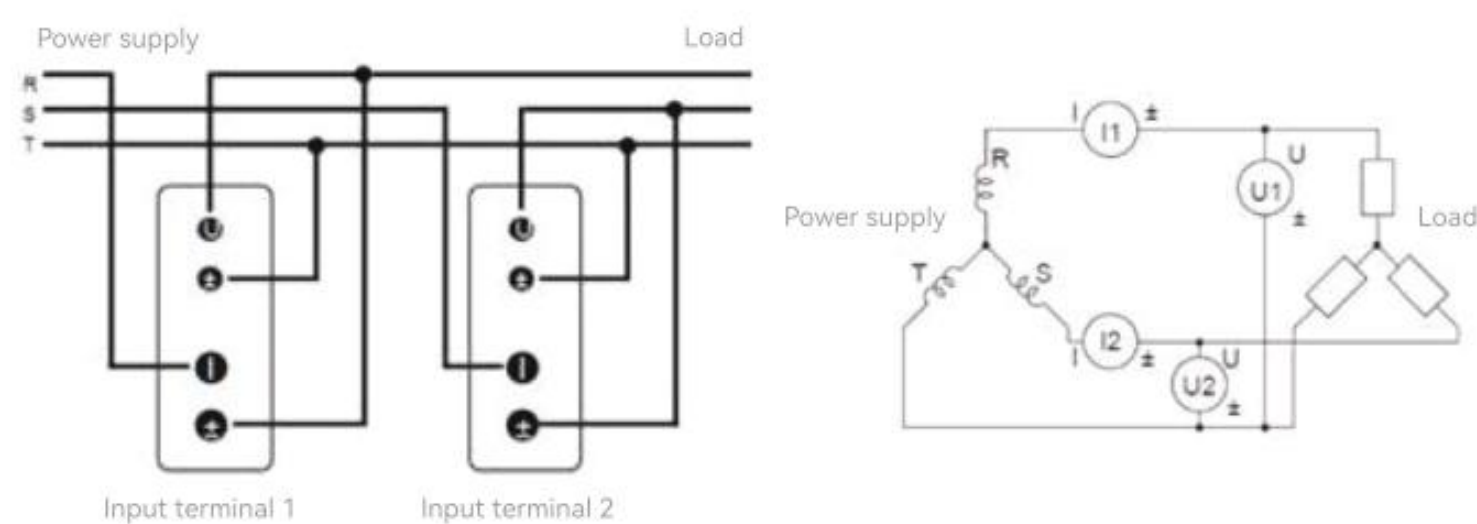 Power supply
Load
R
S
T
U
±
I
±
Input terminal 1
U
±
I
±
Input terminal 2
I
I1
±
R
U
U1
±
Power supply
Load
T
S
I
I2
±
U
U2
±